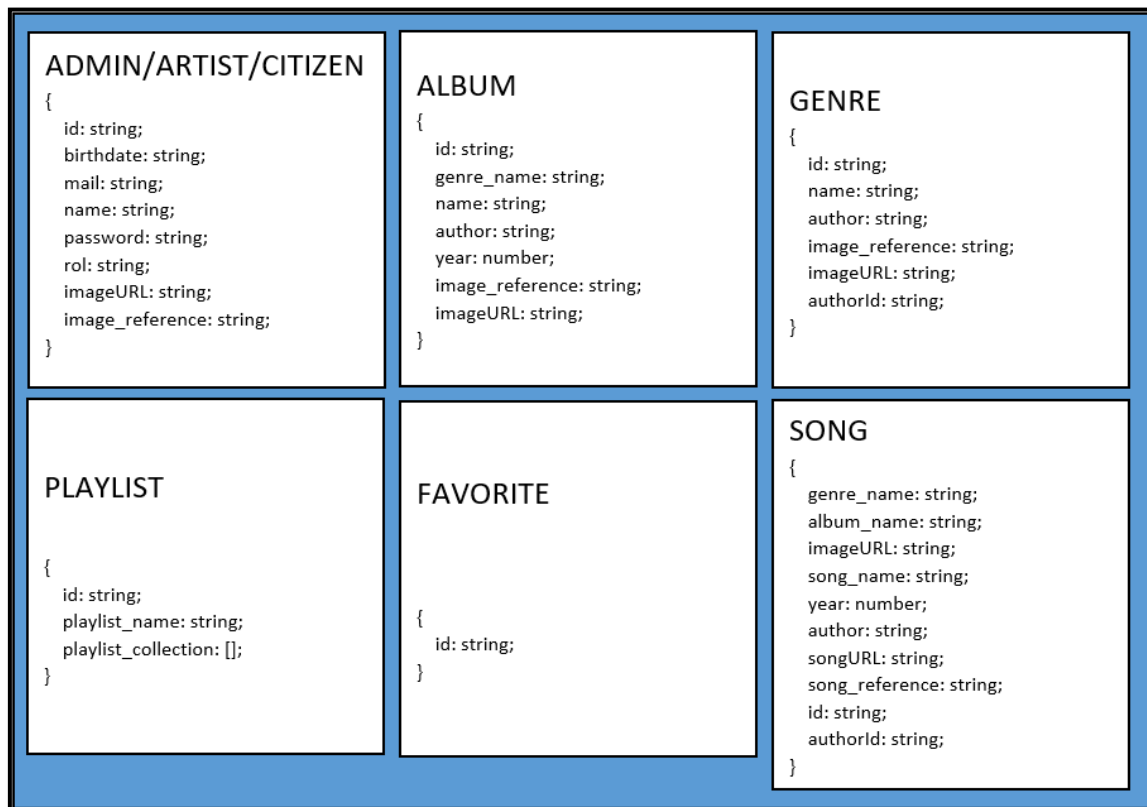 ADMIN/ARTIST/CITIZEN
{
id: string;
birthdate: string;
mail: string;
name: string;
password: string;
rol: string;
imageURL: string;
image_reference: string;
}
ALBUM
{
id: string;
genre_name: string;
name: string;
author: string;
year: number;
image_reference: string;
imageURL: string;
}
GENRE
{
id: string;
name: string;
author: string;
image_reference: string;
imageURL: string;
authorId: string;
}
PLAYLIST
{
id: string;
playlist_name: string;
playlist_collection: [];
}
FAVORITE
{
id: string;
}
SONG
{
genre_name: string;
album_name: string;
imageURL: string;
song_name: string;
year: number;
author: string;
songURL: string;
song_reference: string;
id: string;
authorId: string;
}